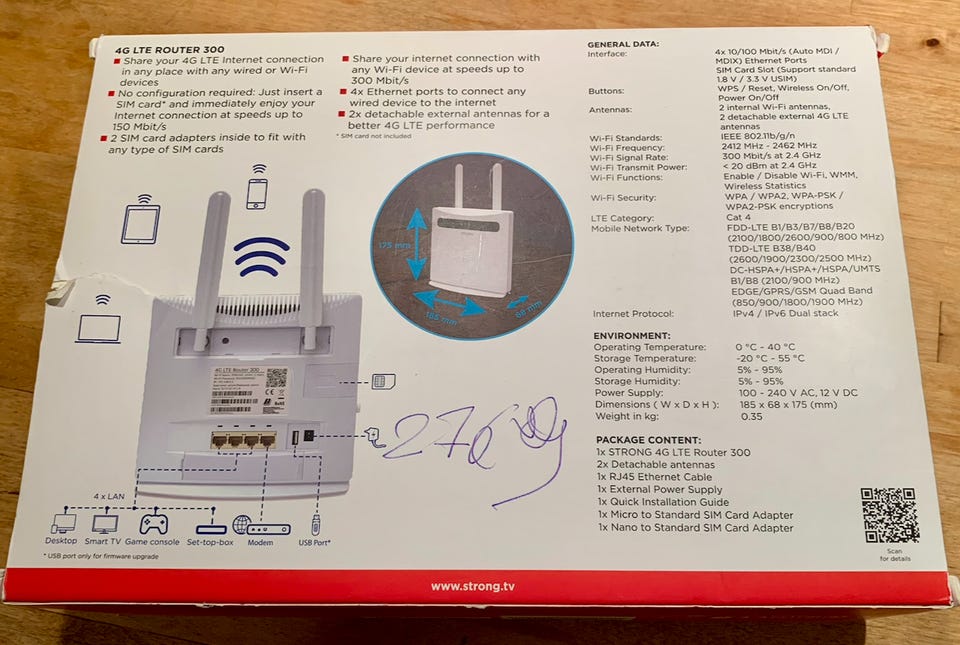 4G LTE ROUTER 300
Share your 4G LTE Internet connection
in any place with any wired or Wi-Fi
devices
No configuration required: Just insert a
SIM card* and immediately enjoy your
Internet connection at speeds up to
150 Mbit/s
2 SIM card adapters inside to fit with
any type of SIM cards
Share your internet connection with
any Wi-Fi device at speeds up to
300 Mbit/s
4x Ethernet ports to connect any
wired device to the internet
2x detachable external antennas for a
better 4G LTE performance
* SIM card not included
175 mm
185 mm
68 mm
4G LTE Router 300
4 x LAN
Desktop Smart TV Game console Set-top-box Modem USB Port*
* USB port only for firmware upgrade
GENERAL DATA:
Interface: 4x 10/100 Mbit/s (Auto MDI /
MDIX) Ethernet Ports
SIM Card Slot (Support standard
1.8 V / 3.3 V USIM)
Buttons: WPS / Reset, Wireless On/Off,
Power On/Off
Antennas: 2 internal Wi-Fi antennas,
2 detachable external 4G LTE
antennas
Wi-Fi Standards: IEEE 802.11b/g/n
Wi-Fi Frequency: 2412 MHz - 2462 MHz
Wi-Fi Signal Rate: 300 Mbit/s at 2.4 GHz
Wi-Fi Transmit Power: < 20 dBm at 2.4 GHz
Wi-Fi Functions: Enable / Disable Wi-Fi, WMM,
Wireless Statistics
Wi-Fi Security: WPA / WPA2, WPA-PSK /
WPA2-PSK encryptions
LTE Category: Cat 4
Mobile Network Type: FDD-LTE B1/B3/B7/B8/B20
(2100/1800/2600/900/800 MHz)
TDD-LTE B38/B40
(2600/1900/2300/2500 MHz)
DC-HSPA+/HSPA+/HSPA/UMTS
B1/B8 (2100/900 MHz)
EDGE/GPRS/GSM Quad Band
(850/900/1800/1900 MHz)
Internet Protocol: IPv4 / IPv6 Dual stack
ENVIRONMENT:
Operating Temperature: 0 °C - 40 °C
Storage Temperature: -20 °C - 55 °C
Operating Humidity: 5% - 95%
Storage Humidity: 5% - 95%
Power Supply: 100 - 240 V AC, 12 V DC
Dimensions ( W x D x H ): 185 x 68 x 175 (mm)
Weight in kg: 0.35
PACKAGE CONTENT:
1x STRONG 4G LTE Router 300
2x Detachable antennas
1x RJ45 Ethernet Cable
1x External Power Supply
1x Quick Installation Guide
1x Micro to Standard SIM Card Adapter
1x Nano to Standard SIM Card Adapter
Scan
for details
www.strong.tv